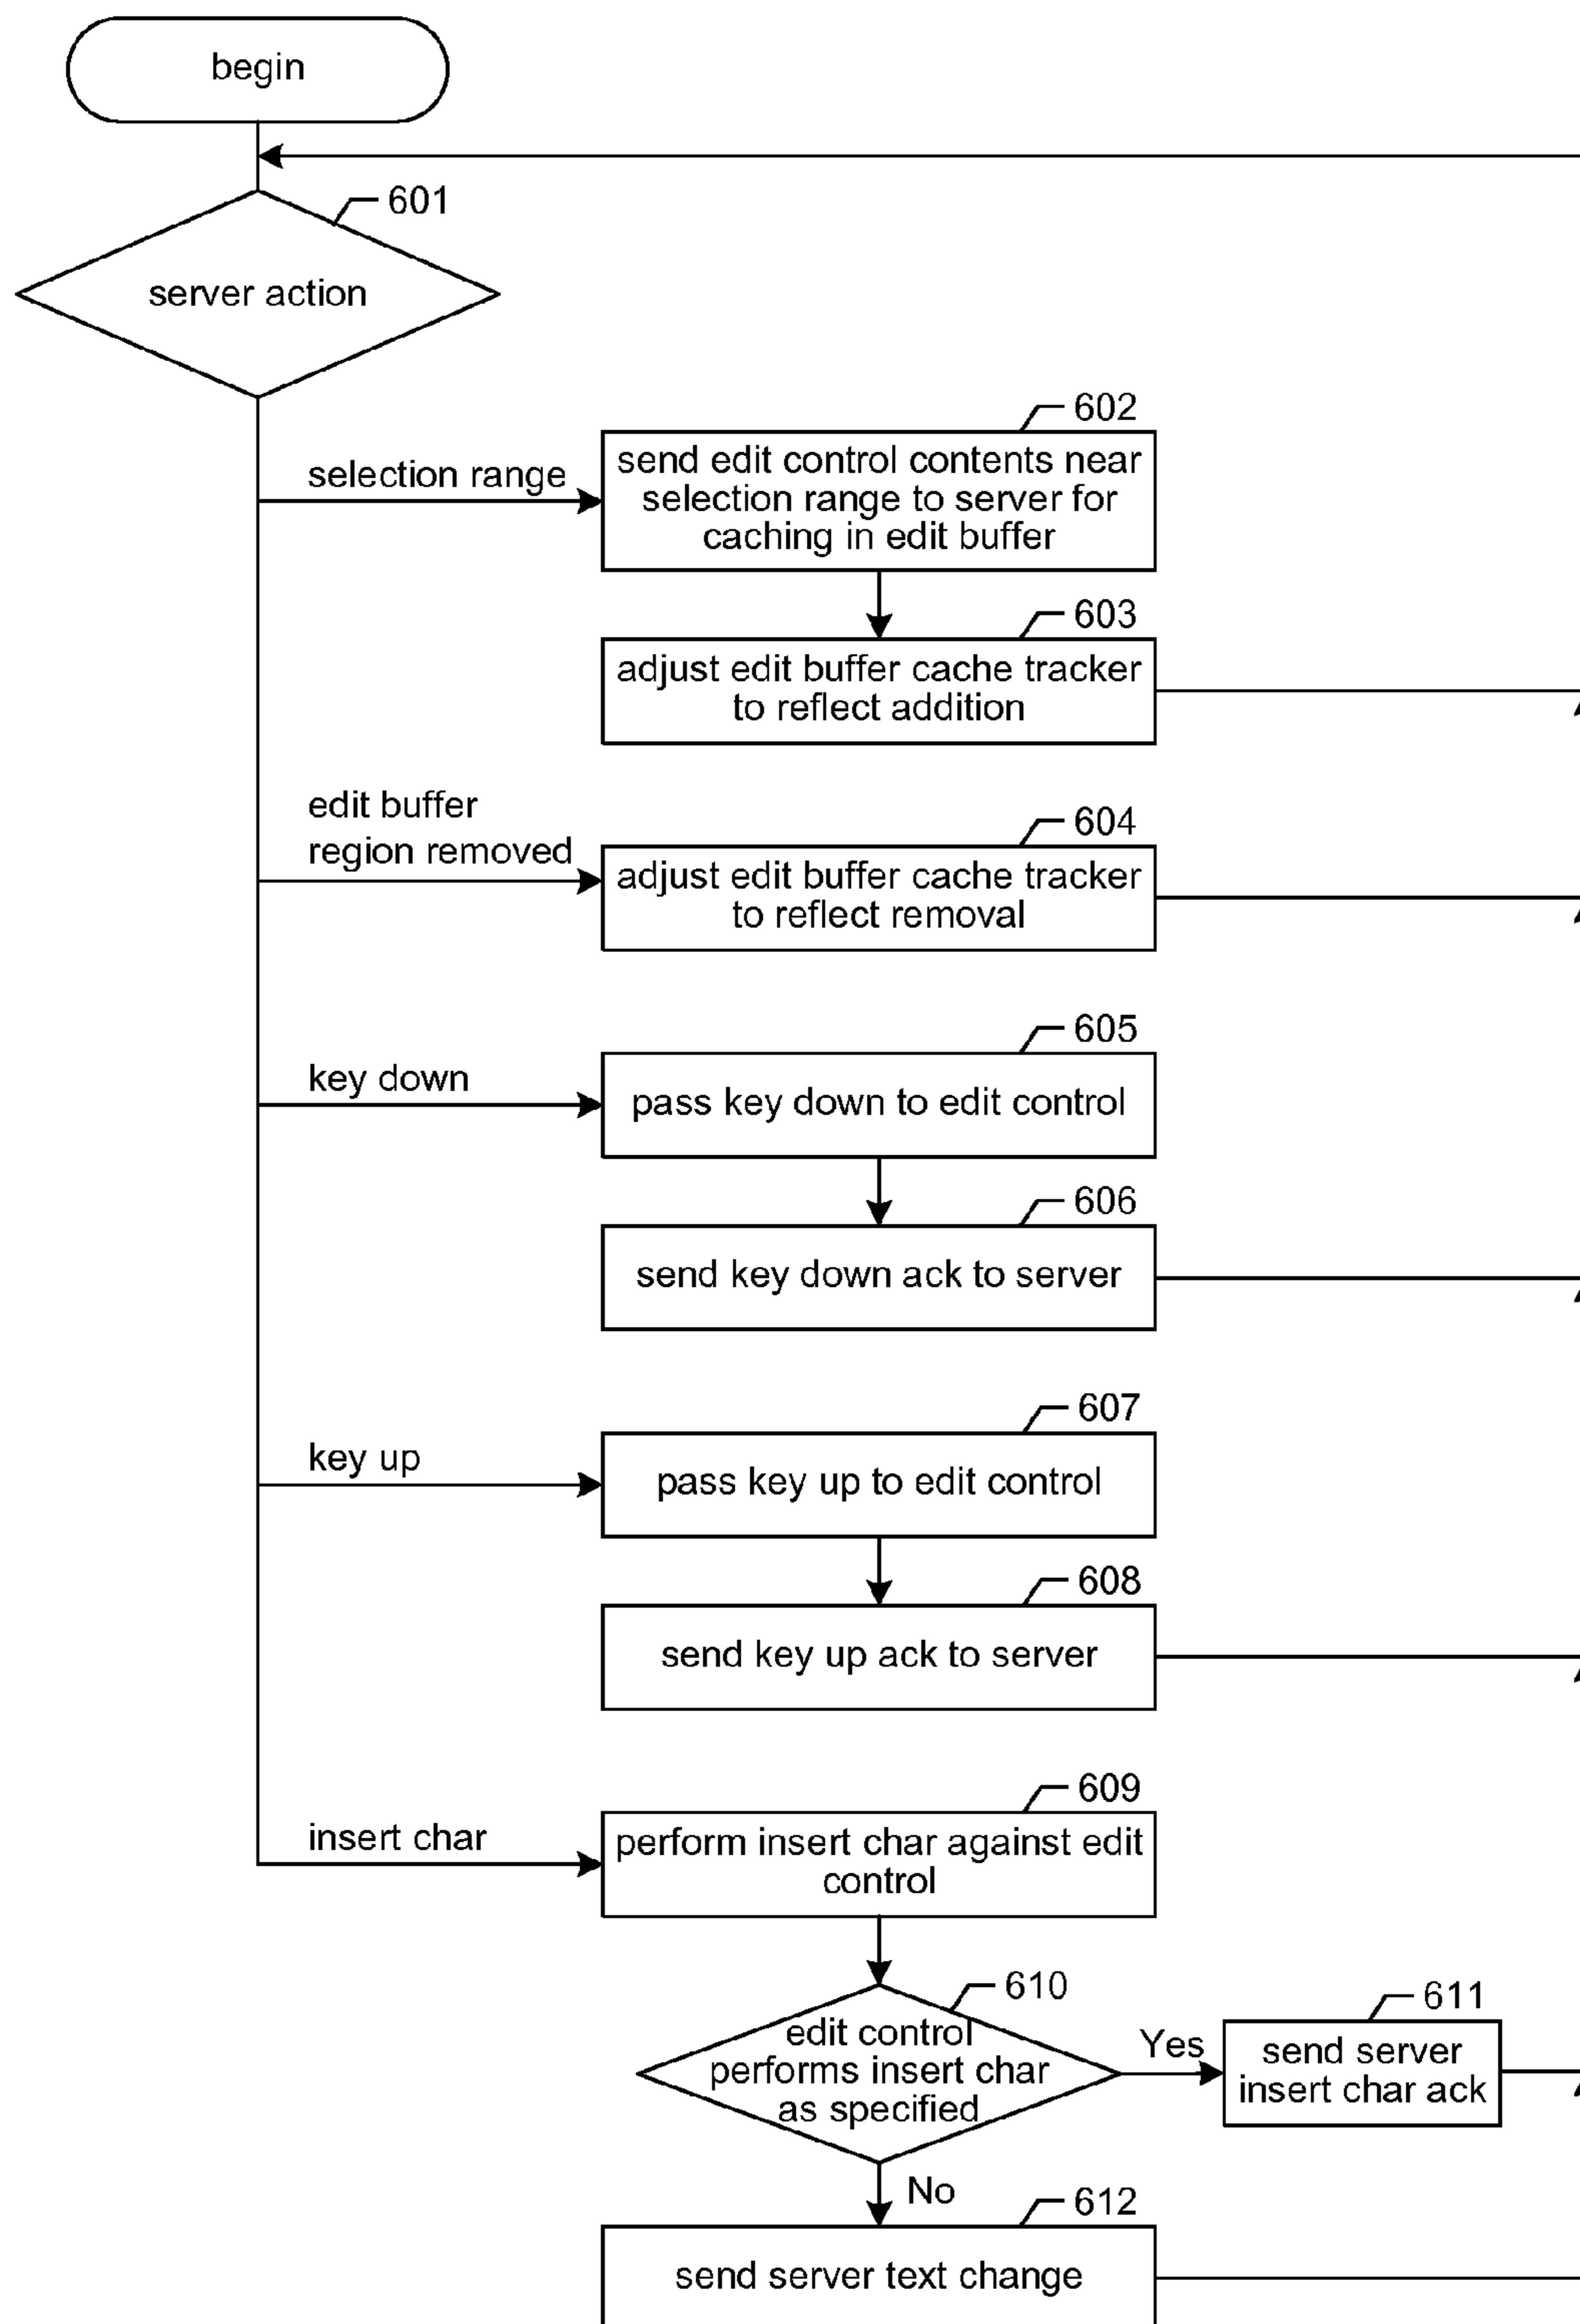 begin
601
server action
602
selection range
send edit control contents near
selection range to server for
caching in edit buffer
603
adjust edit buffer cache tracker
to reflect addition
edit buffer
region removed
604
adjust edit buffer cache tracker
to reflect removal
605
key down
pass key down to edit control
606
send key down ack to server
607
key up
pass key up to edit control
608
send key up ack to server
609
insert char
perform insert char against edit
control
610
edit control
performs insert char
as specified
Yes
611
send server
insert char ack
No
612
send server text change